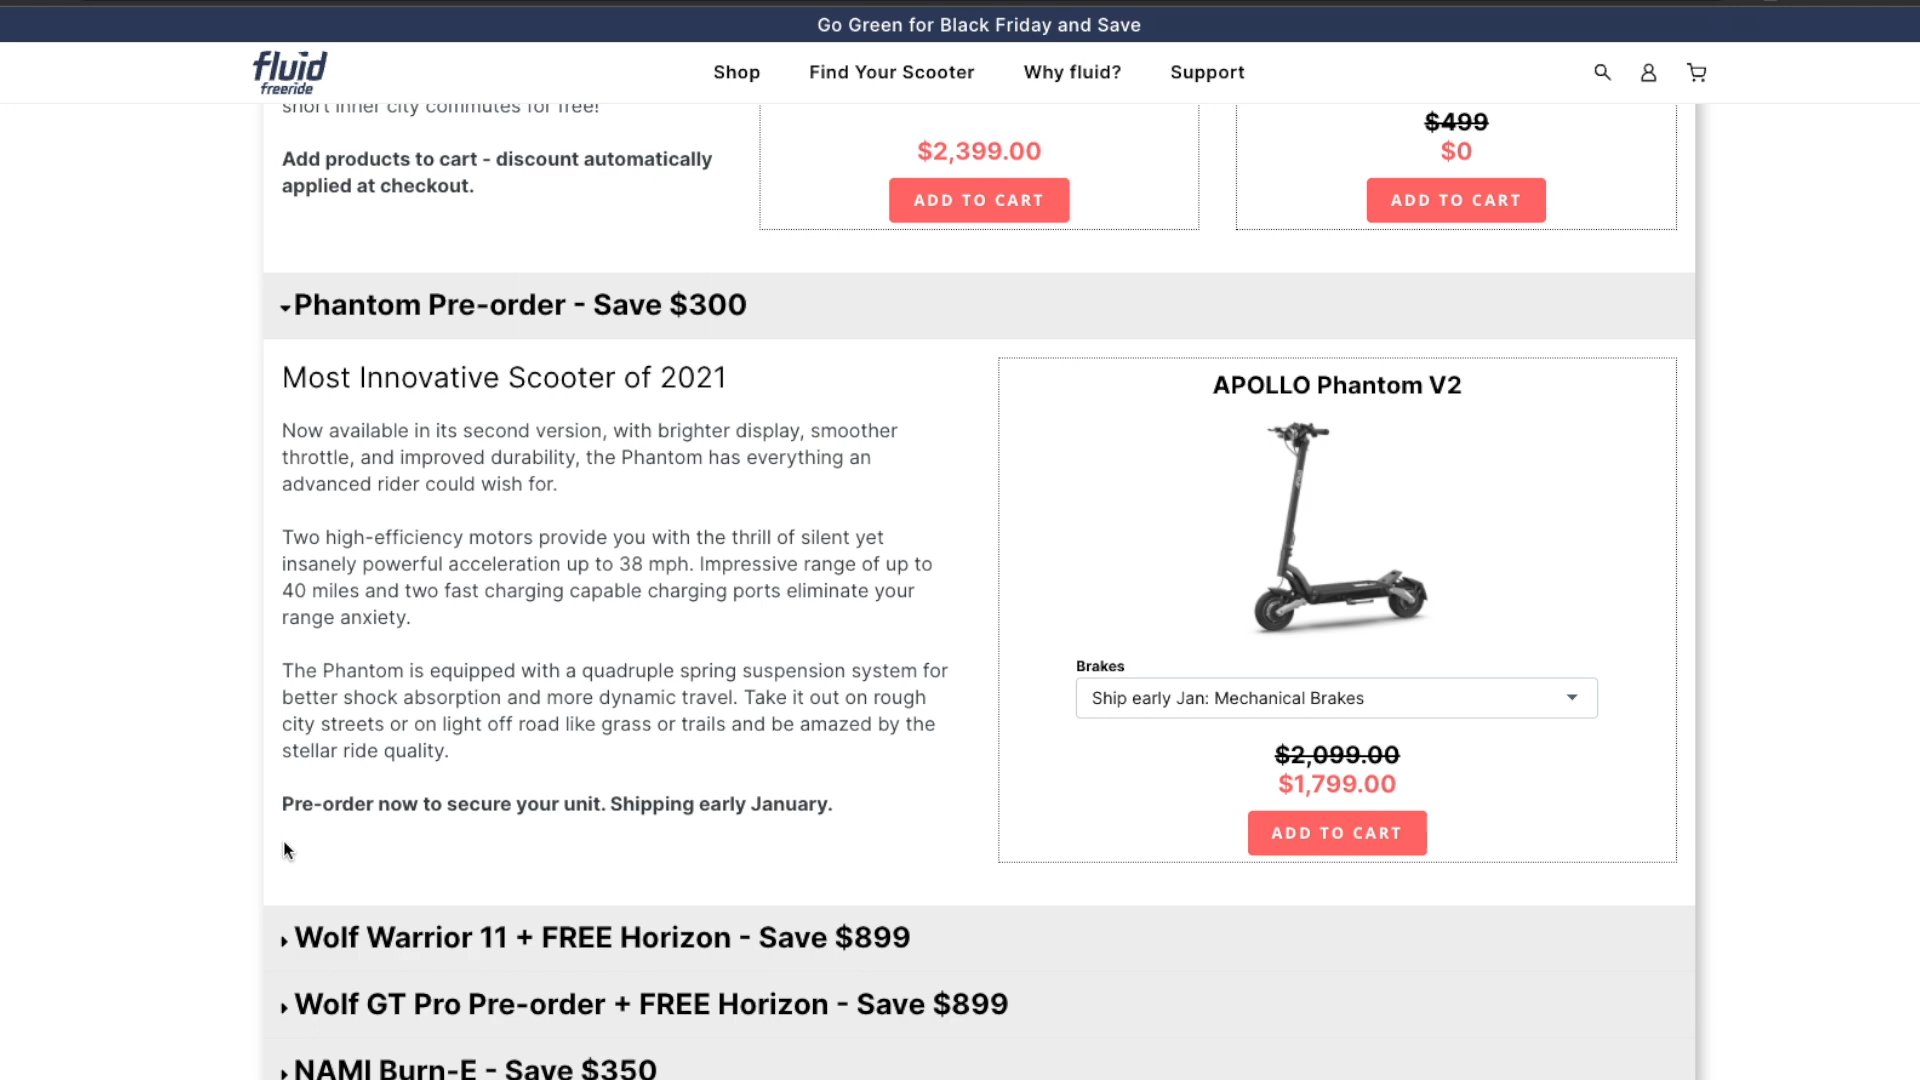 Go Green for Black Friday and Save
fluid
freeride
Shop
Find Your Scooter
Why fluid?
Support
short inner city commutes for free!
Add products to cart - discount automatically
applied at checkout.
$2,399.00
ADD TO CART
$499
$0
ADD TO CART
Phantom Pre-order - Save $300
Most Innovative Scooter of 2021
Now available in its second version, with brighter display, smoother
throttle, and improved durability, the Phantom has everything an
advanced rider could wish for.
Two high-efficiency motors provide you with the thrill of silent yet
insanely powerful acceleration up to 38 mph. Impressive range of up to
40 miles and two fast charging capable charging ports eliminate your
range anxiety.
The Phantom is equipped with a quadruple spring suspension system for
better shock absorption and more dynamic travel. Take it out on rough
city streets or on light off road like grass or trails and be amazed by the
stellar ride quality.
Pre-order now to secure your unit. Shipping early January.
APOLLO Phantom V2
Brakes
Ship early Jan: Mechanical Brakes
$2,099.00
$1,799.00
ADD TO CART
Wolf Warrior 11 + FREE Horizon - Save $899
Wolf GT Pro Pre-order + FREE Horizon - Save $899
NAMI Burn-E - Save $350